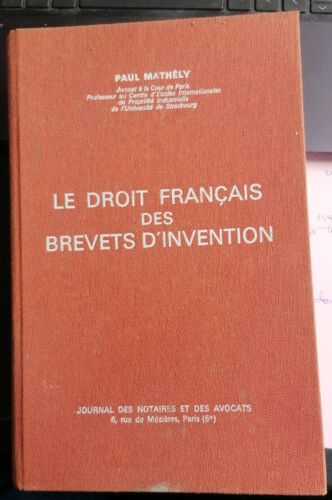 PAUL MATHÉLY
Avocat à la Cour de Paris
Professeur au Centre d'Etudes Internationales
de Propriété Industrielle
de l'Université de Strasbourg
LE DROIT FRANÇAIS
DES
BREVETS D'INVENTION
JOURNAL DES NOTAIRES ET DES AVOCATS
6, rue de Mézières, Paris (6e)